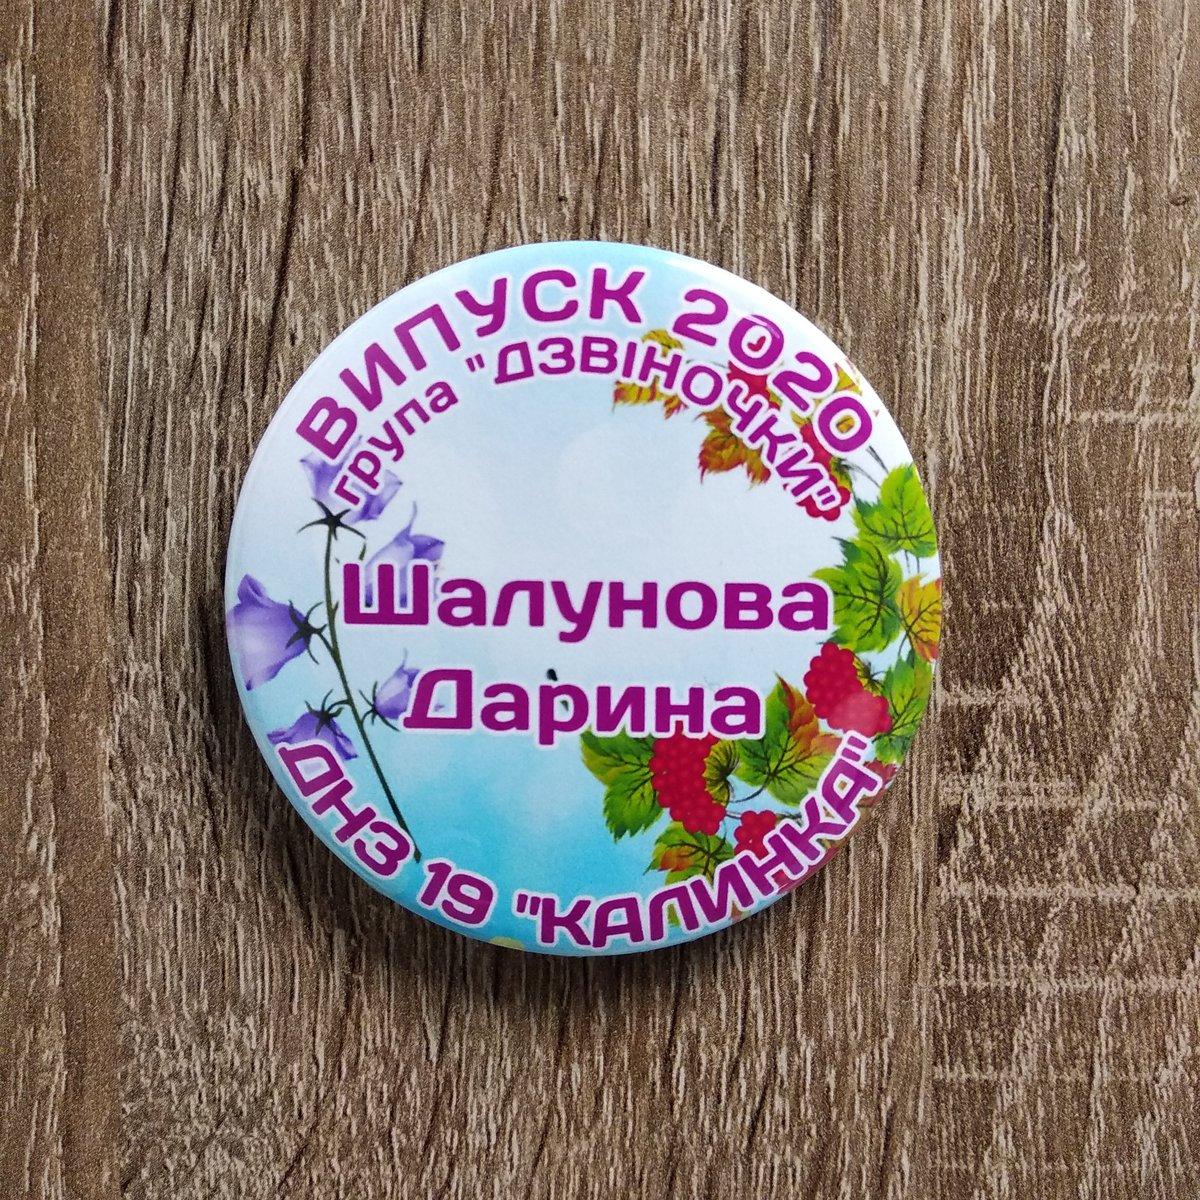 ВИПУСК 2020
група "ДЗВІНОЧКИ"
Шалунова
Дарина
ДНЗ 19 "КАЛИНКА"